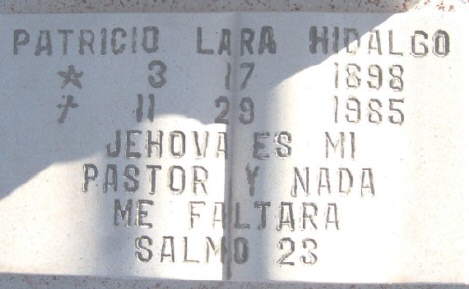 PATRICIO LARA HIDALGO
* 3 17 1898
† 11 29 1985
JEHOVA ES MI
PASTOR Y NADA
ME FALTARA
SALMO 23